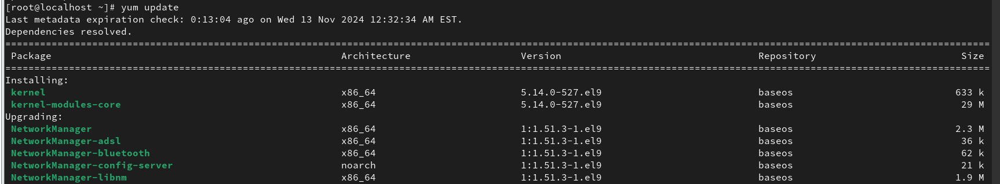 [root@localhost ~]# yum update
Last metadata expiration check: 0:13:04 ago on Wed 13 Nov 2024 12:32:34 AM EST.
Dependencies resolved.
================================================================================
Package Architecture Version Repository Size
================================================================================
Installing:
kernel x86_64 5.14.0-527.el9 baseos 633 k
kernel-modules-core x86_64 5.14.0-527.el9 baseos 29 M
Upgrading:
NetworkManager x86_64 1:1.51.3-1.el9 baseos 2.3 M
NetworkManager-adsl x86_64 1:1.51.3-1.el9 baseos 36 k
NetworkManager-bluetooth x86_64 1:1.51.3-1.el9 baseos 62 k
NetworkManager-config-server noarch 1:1.51.3-1.el9 baseos 21 k
NetworkManager-libnm x86_64 1:1.51.3-1.el9 baseos 1.9 M